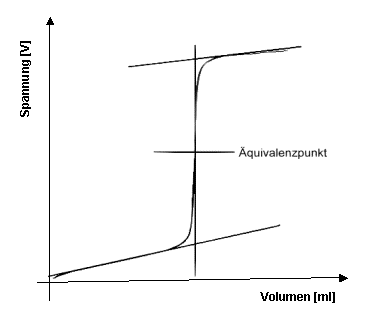 Spannung [V]
Äquivalenzpunkt
Volumen [ml]